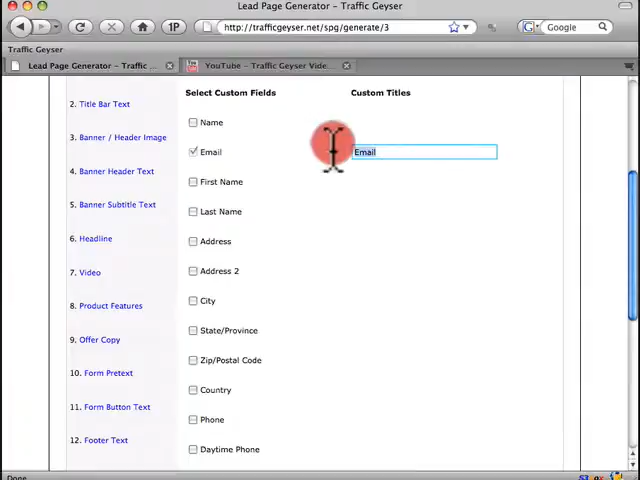 Lead Page Generator – Traffic Geyser
1P
http://trafficgeyser.net/spg/generate/3
G
Google
Traffic Geyser
Lead Page Generator – Traffic ...
YouTube – Traffic Geyser Vide...
Select Custom Fields
Custom Titles
2. Title Bar Text
Name
3. Banner / Header Image
Email
Email
4. Banner Header Text
First Name
5. Banner Subtitle Text
Last Name
6. Headline
Address
7. Video
Address 2
8. Product Features
City
9. Offer Copy
State/Province
10. Form Pretext
Zip/Postal Code
11. Form Button Text
Country
12. Footer Text
Phone
Daytime Phone
Done